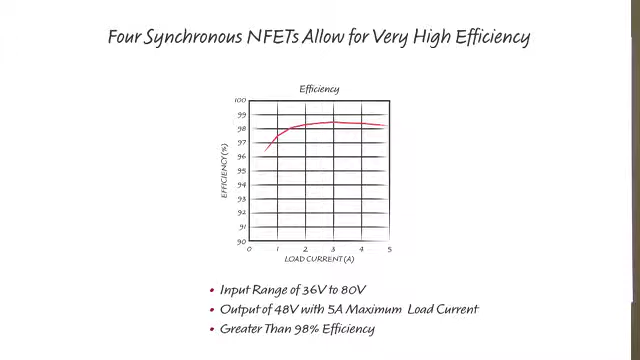 Four Synchronous NFETs Allow for Very High Efficiency
Efficiency
100
99
98
97
96
95
94
93
92
91
90
EFFICIENCY (%)
0 1 2 3 4 5
LOAD CURRENT (A)
• Input Range of 36V to 80V
• Output of 48V with 5A Maximum Load Current
• Greater Than 98% Efficiency